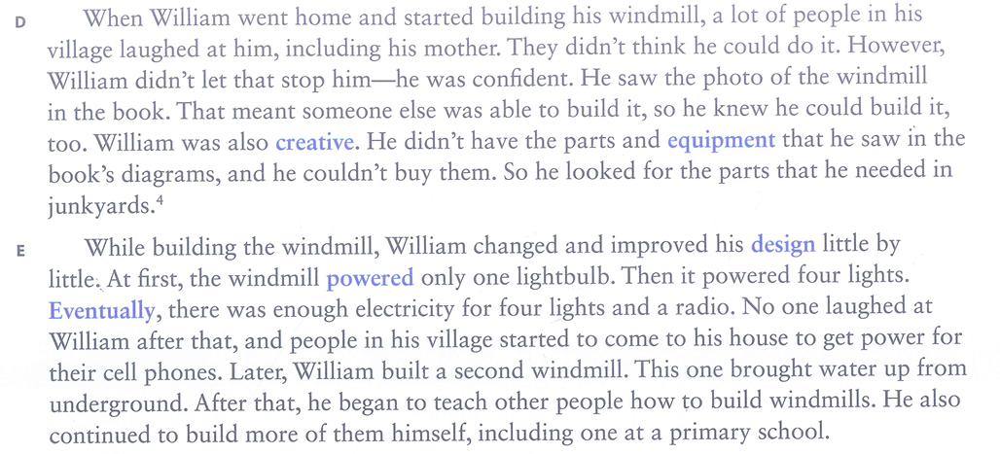 D When William went home and started building his windmill, a lot of people in his
village laughed at him, including his mother. They didn't think he could do it. However,
William didn't let that stop him—he was confident. He saw the photo of the windmill
in the book. That meant someone else was able to build it, so he knew he could build it,
too. William was also creative. He didn't have the parts and equipment that he saw in the
book's diagrams, and he couldn't buy them. So he looked for the parts that he needed in
junkyards.⁴
E While building the windmill, William changed and improved his design little by
little. At first, the windmill powered only one lightbulb. Then it powered four lights.
Eventually, there was enough electricity for four lights and a radio. No one laughed at
William after that, and people in his village started to come to his house to get power for
their cell phones. Later, William built a second windmill. This one brought water up from
underground. After that, he began to teach other people how to build windmills. He also
continued to build more of them himself, including one at a primary school.